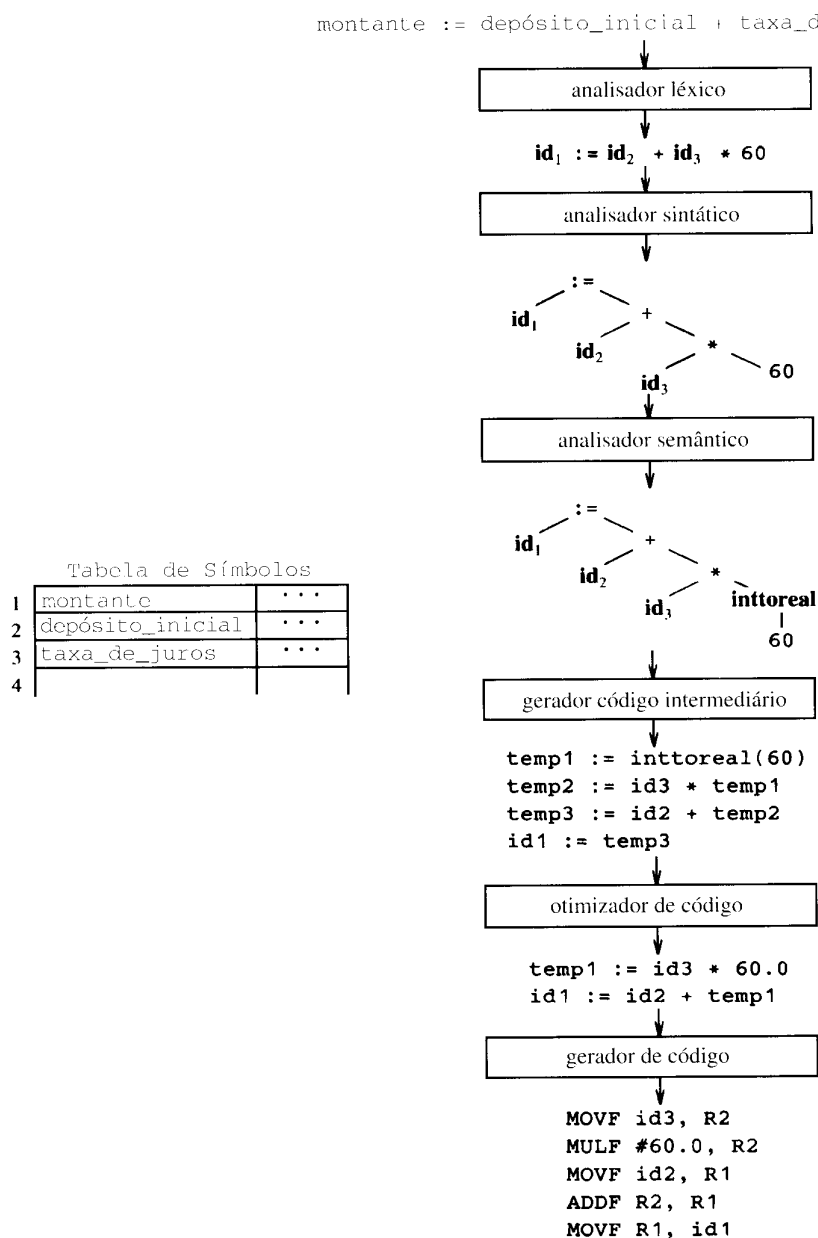 montante := depósito_inicial + taxa_d
analisador léxico
id₁ := id₂ + id₃ * 60
analisador sintático
:=
id₁ +
id₂ *
id₃ 60
analisador semântico
:=
id₁ +
id₂ *
id₃ inttoreal
60
Tabela de Símbolos
1 montante ...
2 depósito_inicial ...
3 taxa_de_juros ...
4
gerador código intermediário
temp1 := inttoreal(60)
temp2 := id3 * temp1
temp3 := id2 + temp2
id1 := temp3
otimizador de código
temp1 := id3 * 60.0
id1 := id2 + temp1
gerador de código
MOVF id3, R2
MULF #60.0, R2
MOVF id2, R1
ADDF R2, R1
MOVF R1, id1